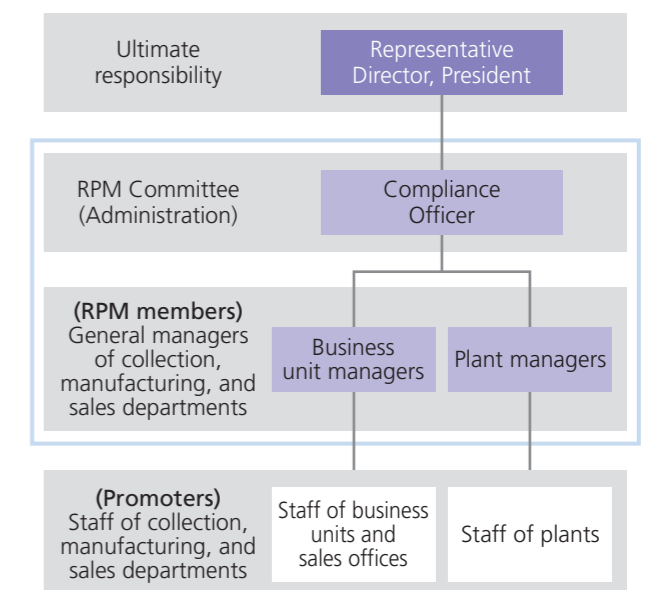 Ultimate
responsibility
Representative
Director, President
RPM Committee
(Administration)
Compliance
Officer
(RPM members)
General managers
of collection,
manufacturing, and
sales departments
Business
unit managers
Plant managers
(Promoters)
Staff of collection,
manufacturing, and
sales departments
Staff of business
units and
sales offices
Staff of plants